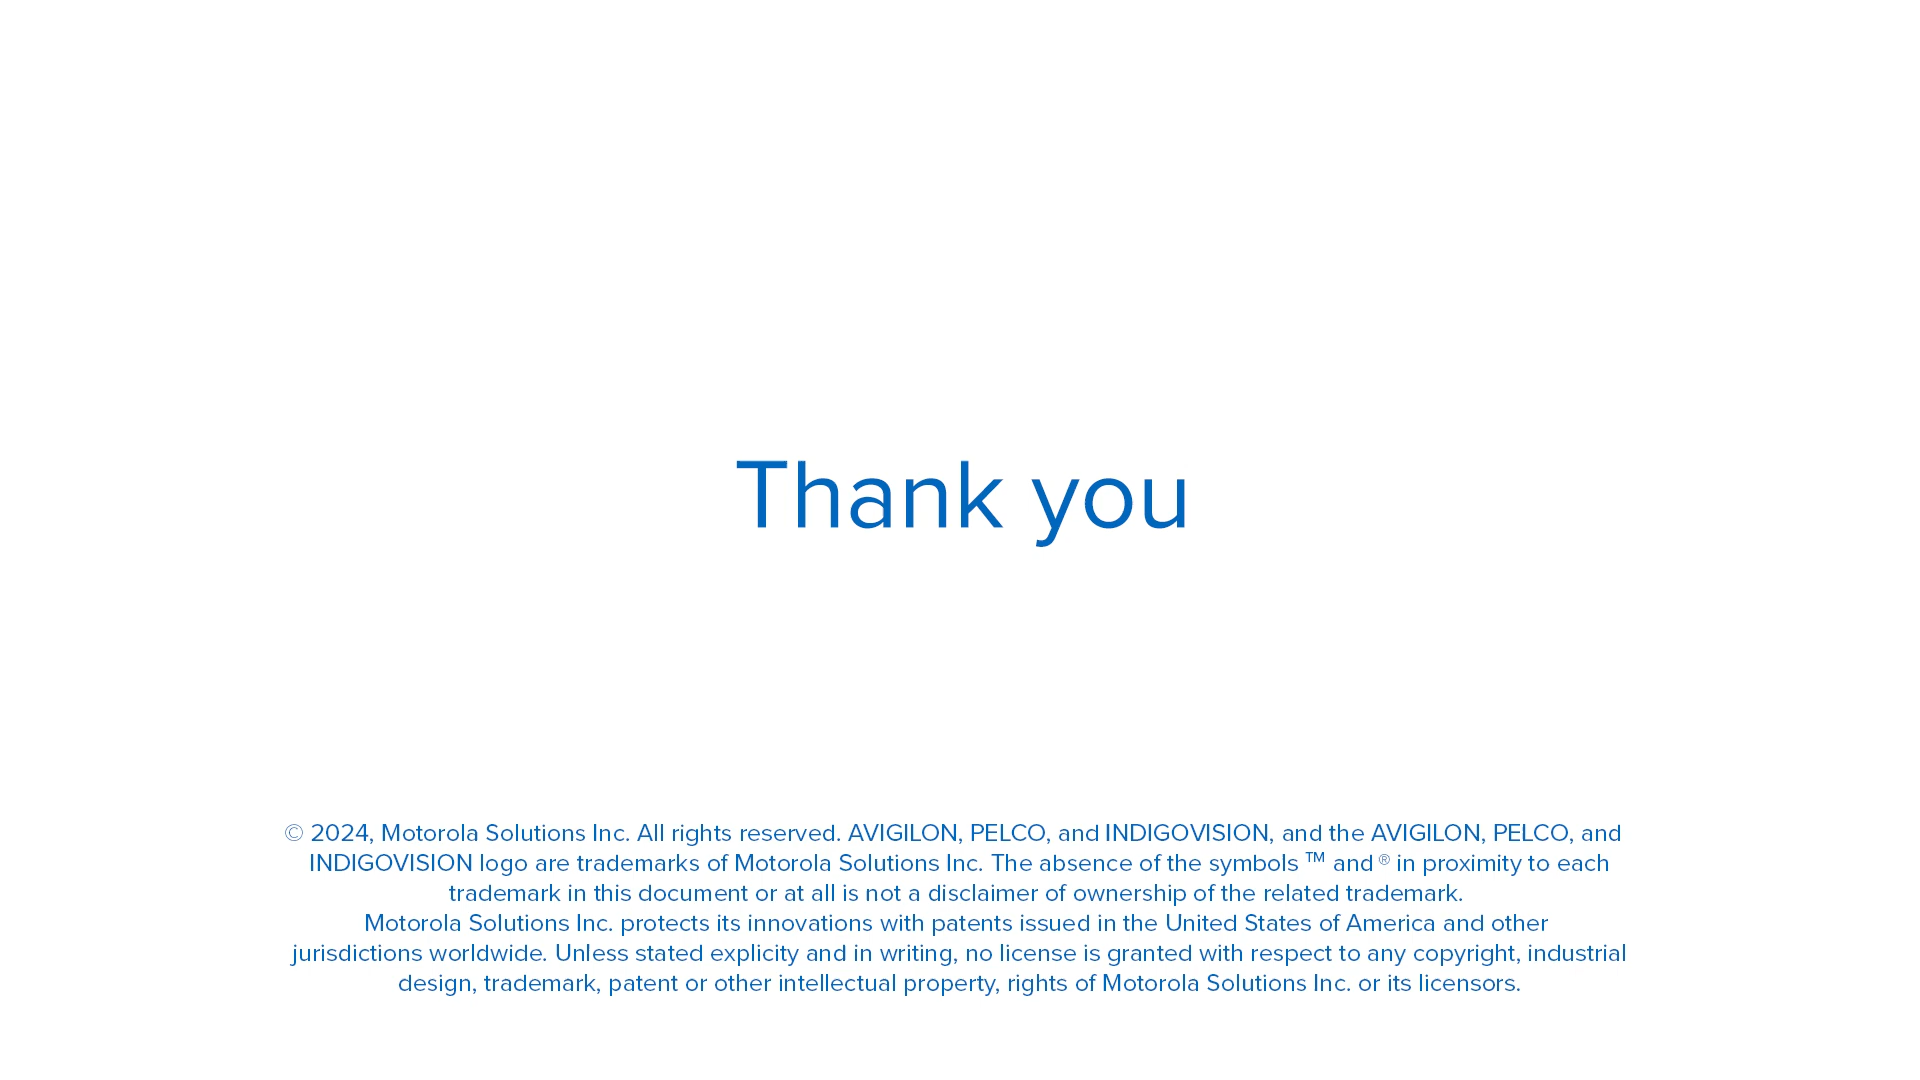 Thank you
© 2024, Motorola Solutions Inc. All rights reserved. AVIGILON, PELCO, and INDIGOVISION, and the AVIGILON, PELCO, and
INDIGOVISION logo are trademarks of Motorola Solutions Inc. The absence of the symbols ™ and ® in proximity to each
trademark in this document or at all is not a disclaimer of ownership of the related trademark.
Motorola Solutions Inc. protects its innovations with patents issued in the United States of America and other
jurisdictions worldwide. Unless stated explicity and in writing, no license is granted with respect to any copyright, industrial
design, trademark, patent or other intellectual property, rights of Motorola Solutions Inc. or its licensors.